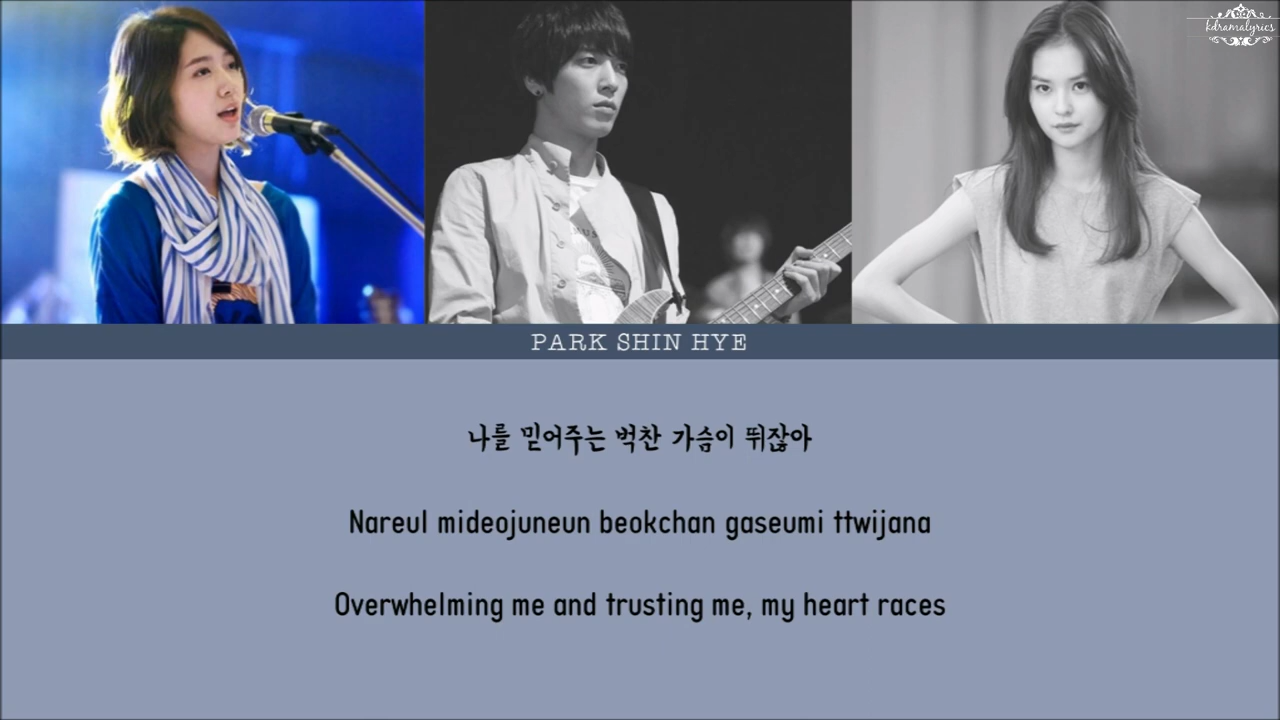 kdramalyrics
PARK SHIN HYE
나를 믿어주는 벅찬 가슴이 뛰잖아
Nareul mideojuneun beokchan gaseumi ttwijana
Overwhelming me and trusting me, my heart races